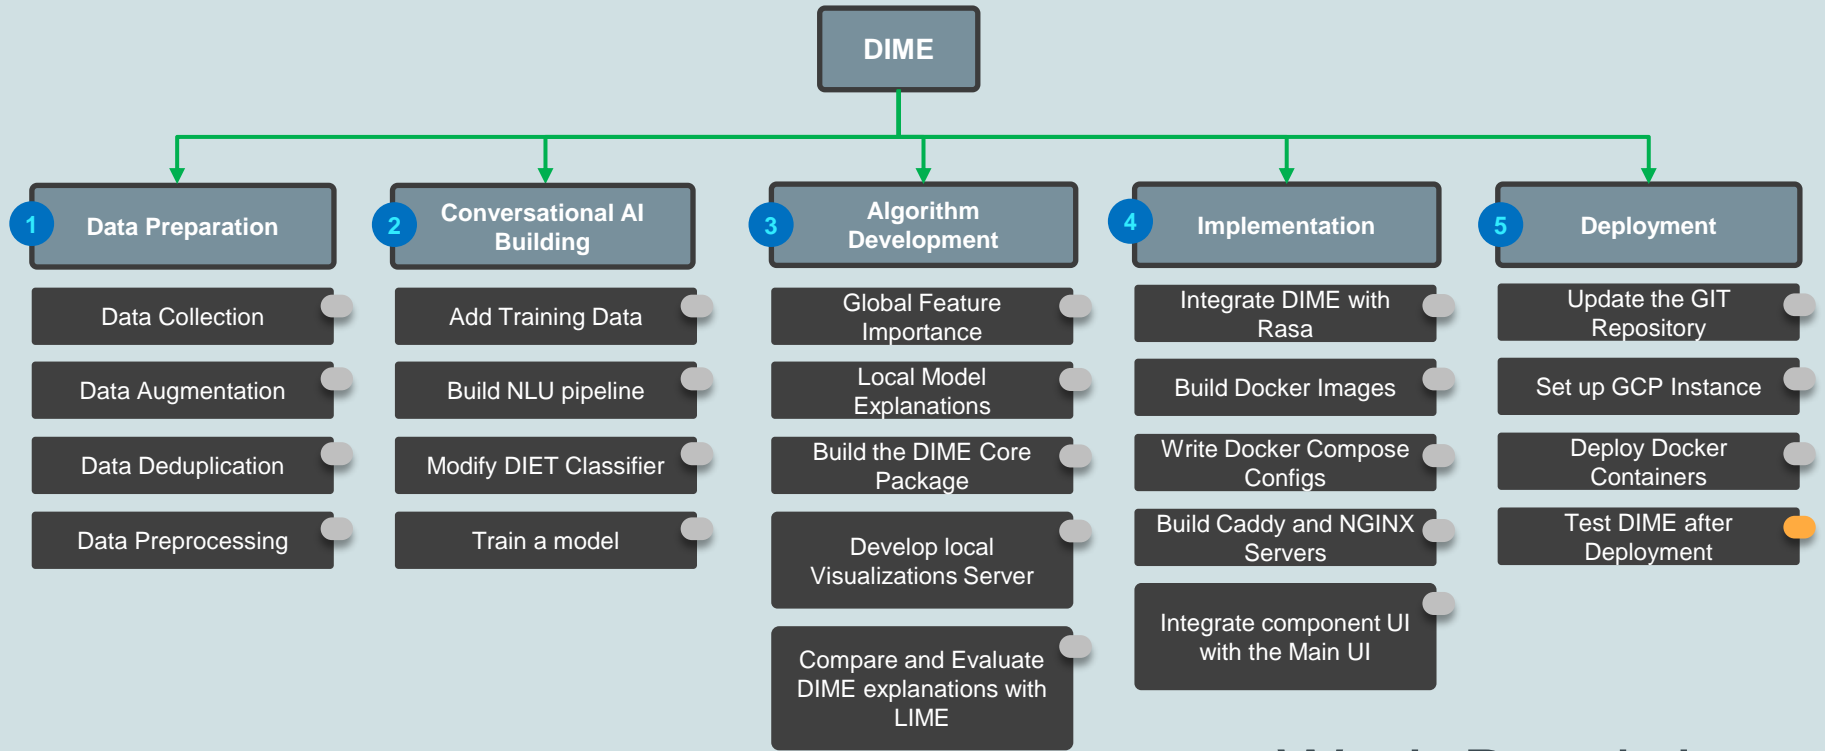 DIME
1
Data Preparation
Data Collection
Data Augmentation
Data Deduplication
Data Preprocessing
2
Conversational AI
Building
Add Training Data
Build NLU pipeline
Modify DIET Classifier
Train a model
3
Algorithm
Development
Global Feature
Importance
Local Model
Explanations
Build the DIME Core
Package
Develop local
Visualizations Server
Compare and Evaluate
DIME explanations with
LIME
4
Implementation
Integrate DIME with
Rasa
Build Docker Images
Write Docker Compose
Configs
Build Caddy and NGINX
Servers
Integrate component UI
with the Main UI
5
Deployment
Update the GIT
Repository
Set up GCP Instance
Deploy Docker
Containers
Test DIME after
Deployment